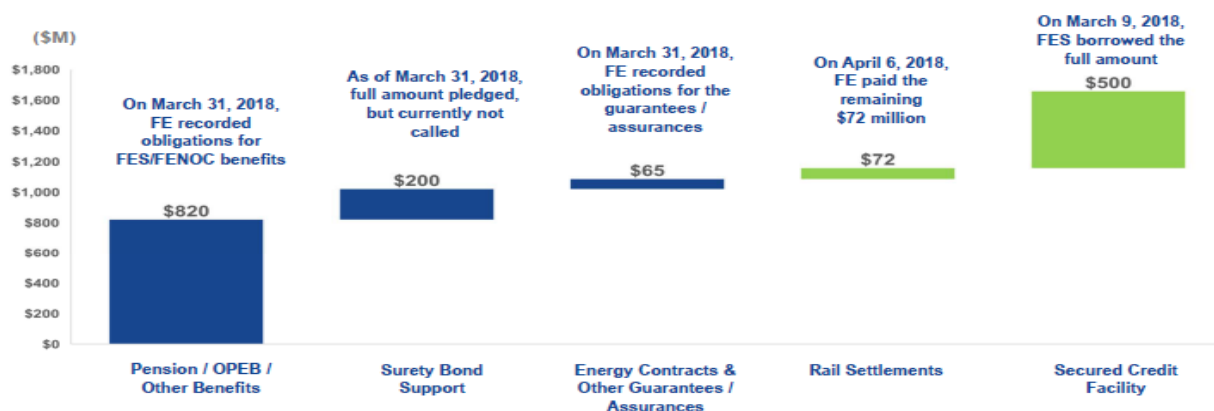 ($M)
$1,800
$1,600
$1,400
$1,200
$1,000
$800
$600
$400
$200
$0
On March 31, 2018,
FE recorded
obligations for
FES/FENOC benefits
$820
As of March 31, 2018,
full amount pledged,
but currently not
called
$200
On March 31, 2018,
FE recorded
obligations for the
guarantees /
assurances
$65
On April 6, 2018,
FE paid the
remaining
$72 million
$72
On March 9, 2018,
FES borrowed the
full amount
$500
Pension / OPEB /
Other Benefits
Surety Bond
Support
Energy Contracts &
Other Guarantees /
Assurances
Rail Settlements
Secured Credit
Facility